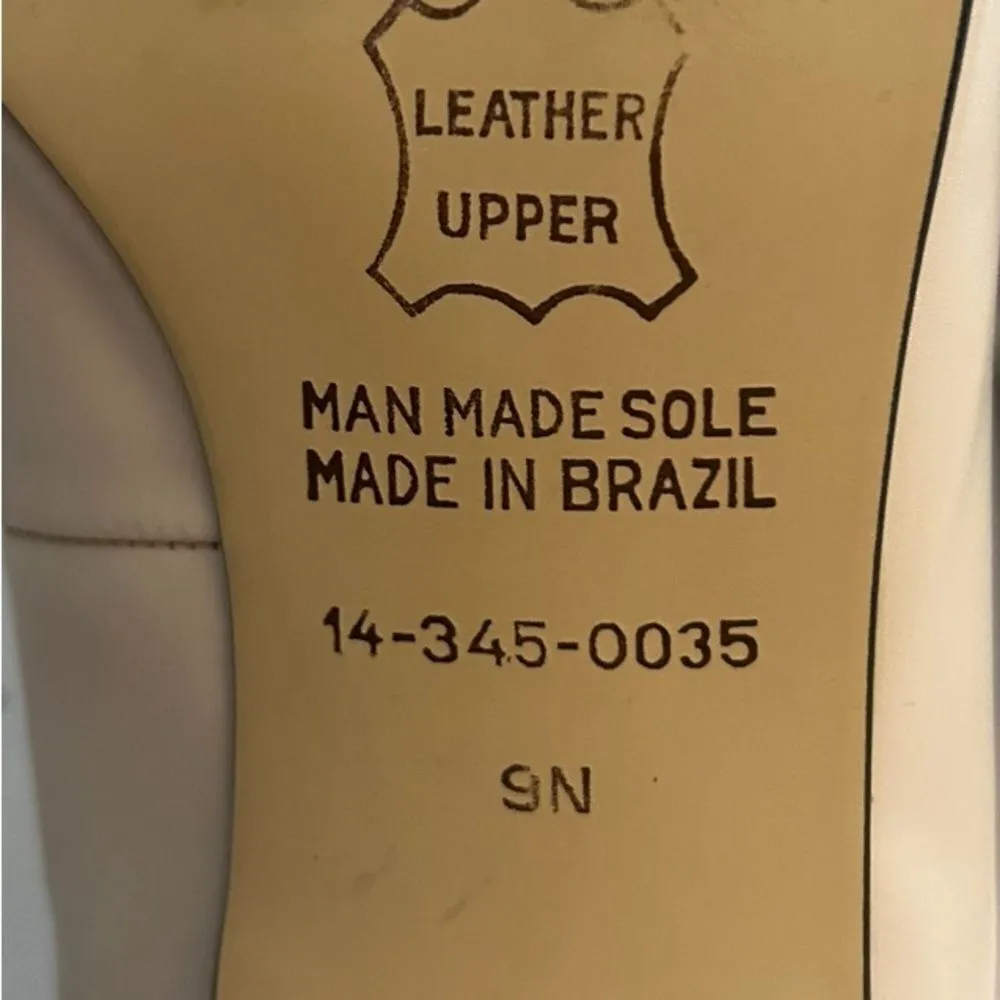 LEATHER
UPPER
MAN MADE SOLE
MADE IN BRAZIL
14-345-0035
9N